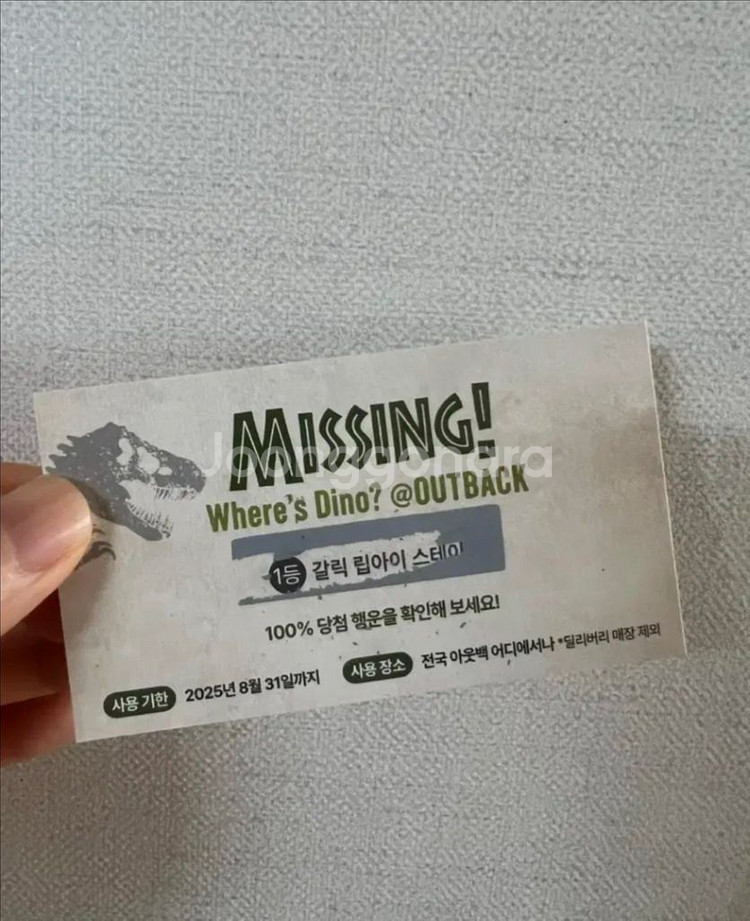 MISSING!
Joonggonara
Where's Dino? @OUTBACK
1등 갈릭 립아이
100% 당첨 행운을 확인해 보세요!
사용 기한 2025년 8월 31일까지 사용 장소 전국 아웃백 어디에서나 *딜리버리 매장 제외